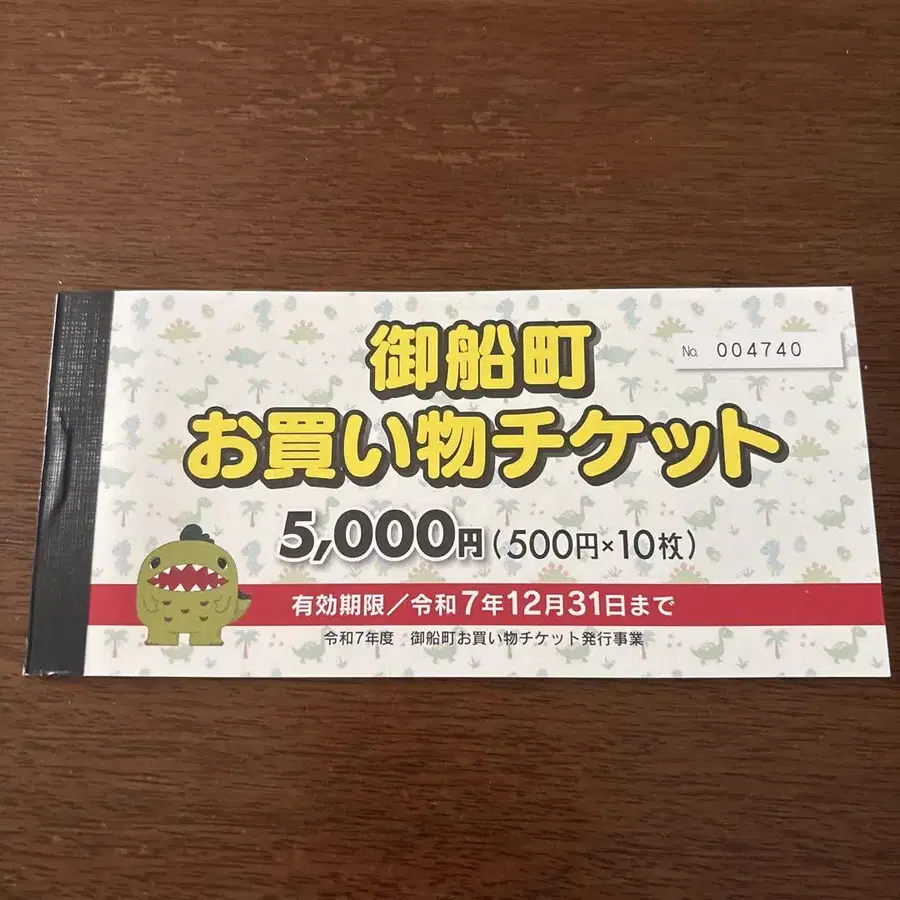 御船町
No. 004740
お買い物チケット
5,000円(500円×10枚)
有効期限/令和7年12月31日まで
令和7年度 御船町お買い物チケット発行事業